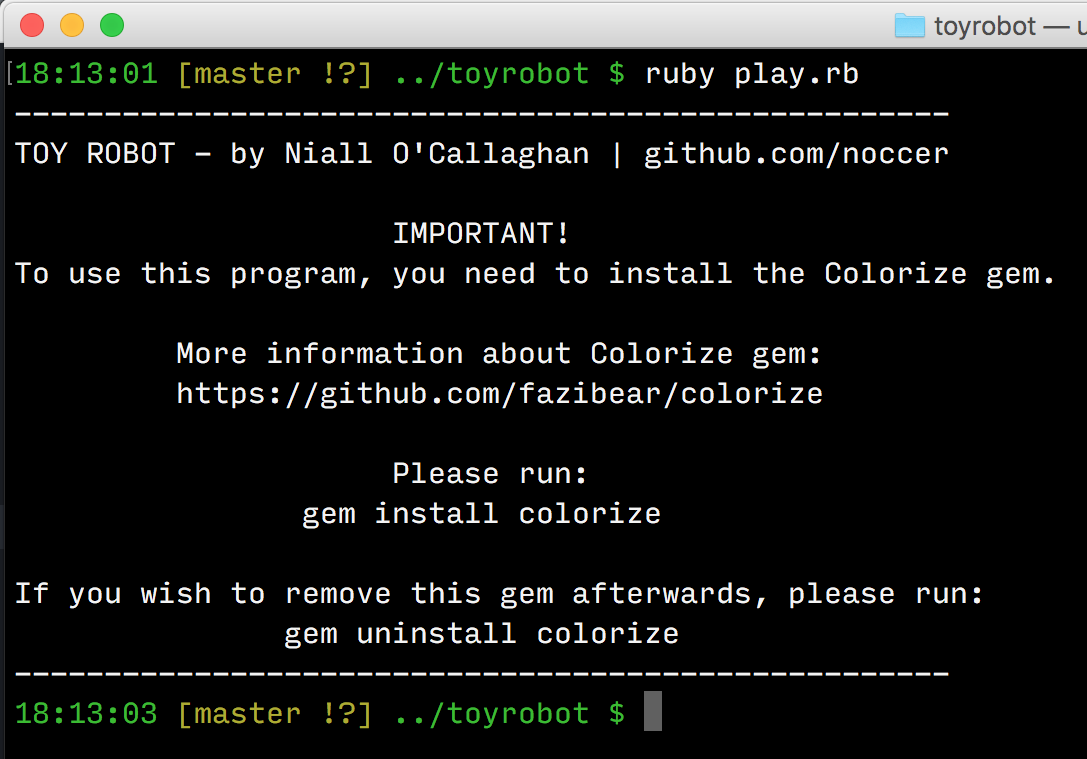 toyrobot — u
18:13:01 [master !?] ../toyrobot $ ruby play.rb
----------------------------------------------------
TOY ROBOT - by Niall O'Callaghan | github.com/noccer
IMPORTANT!
To use this program, you need to install the Colorize gem.
More information about Colorize gem:
https://github.com/fazibear/colorize
Please run:
gem install colorize
If you wish to remove this gem afterwards, please run:
gem uninstall colorize
----------------------------------------------------
18:13:03 [master !?] ../toyrobot $